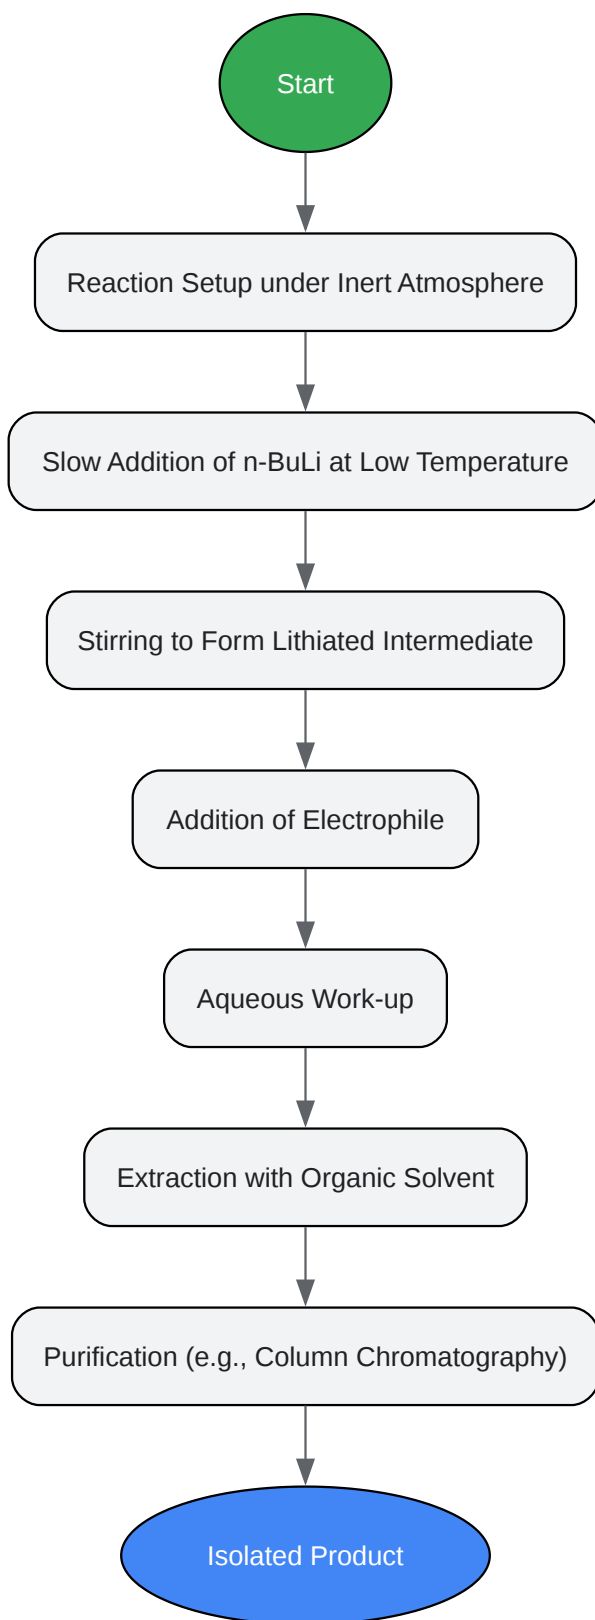 Start
Reaction Setup under Inert Atmosphere
Slow Addition of n-BuLi at Low Temperature
Stirring to Form Lithiated Intermediate
Addition of Electrophile
Aqueous Work-up
Extraction with Organic Solvent
Purification (e.g., Column Chromatography)
Isolated Product